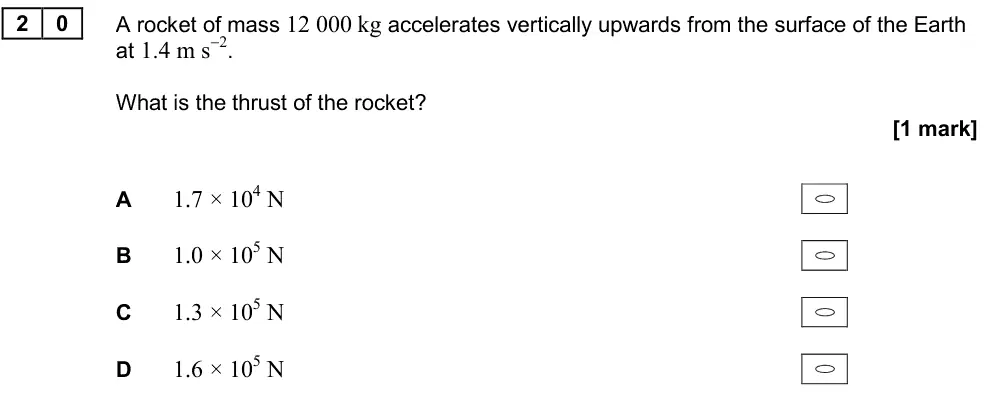 2 0 A rocket of mass 12 000 kg accelerates vertically upwards from the surface of the Earth
at 1.4 m s⁻².
What is the thrust of the rocket?
[1 mark]
A 1.7 × 10⁴ N
B 1.0 × 10⁵ N
C 1.3 × 10⁵ N
D 1.6 × 10⁵ N